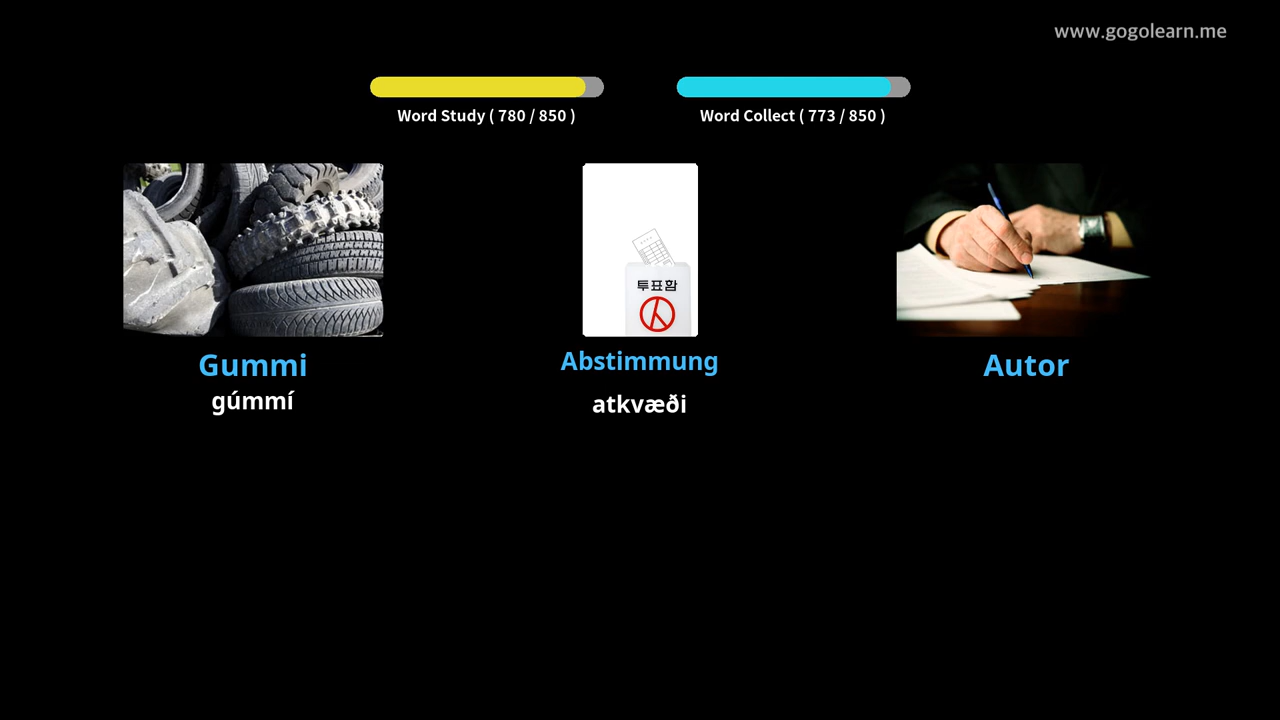 www.gogolearn.me
Word Study ( 780 / 850 )
Word Collect ( 773 / 850 )
투표함
Gummi
Abstimmung
Autor
gúmmí
atkvæði